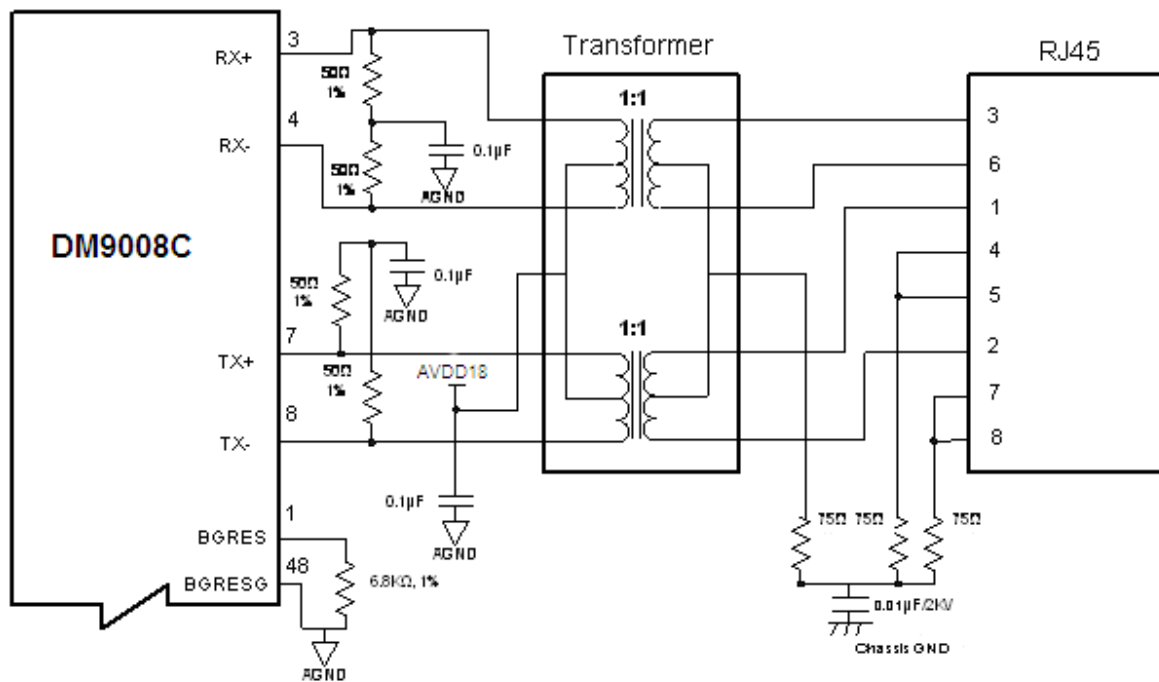 Transformer
RJ45
DM9008C
RX+
3
50Ω
1%
RX-
4
50Ω
1%
0.1µF
AGND
50Ω
1%
0.1µF
AGND
TX+
7
50Ω
1%
TX-
8
AVDD18
0.1µF
AGND
BGRES
1
BGRESG
48
6.8KΩ, 1%
AGND
1:1
1:1
3
6
1
4
5
2
7
8
75Ω
75Ω
75Ω
0.01µF/2KV
Chassis GND